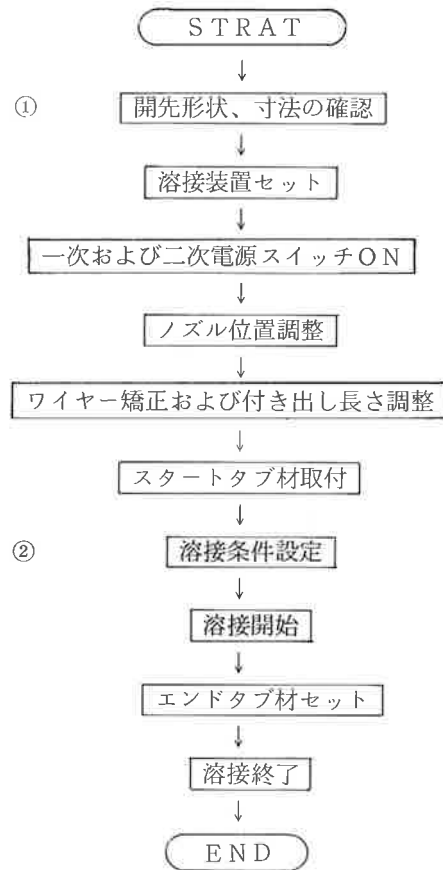 STRAT
↓
① 開先形状、寸法の確認
↓
溶接装置セット
↓
一次および二次電源スイッチON
↓
ノズル位置調整
↓
ワイヤー矯正および付き出し長さ調整
↓
スタートタブ材取付
↓
② 溶接条件設定
↓
溶接開始
↓
エンドタブ材セット
↓
溶接終了
↓
END